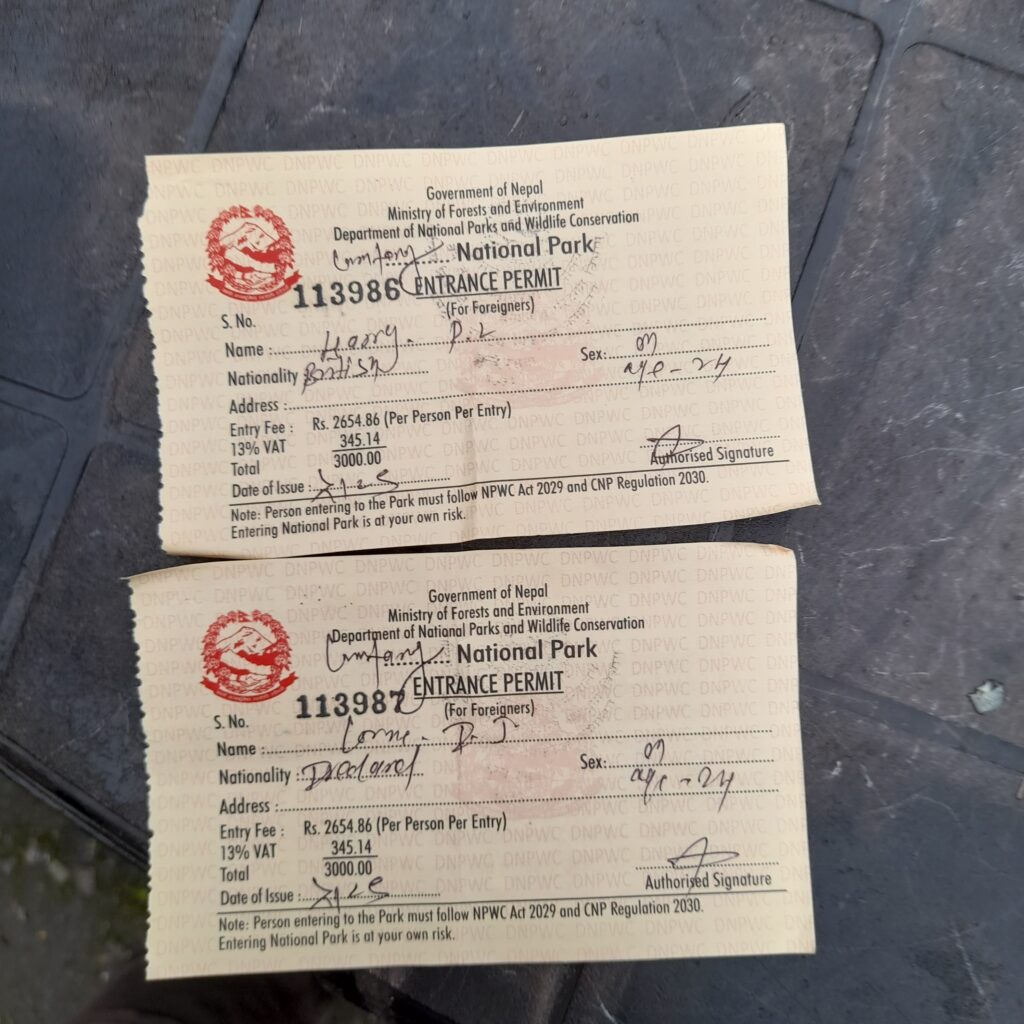 Government of Nepal
Ministry of Forests and Environment
Department of National Parks and Wildlife Conservation
National Park
113986 ENTRANCE PERMIT
(For Foreigners)
S. No.
Name : Harry. P. L
Nationality British Sex: M
Address : age - 24
Entry Fee : Rs. 2654.86 (Per Person Per Entry)
13% VAT 345.14
Total 3000.00
Authorised Signature
Date of Issue :
Note: Person entering to the Park must follow NPWC Act 2029 and CNP Regulation 2030.
Entering National Park is at your own risk.
Government of Nepal
Ministry of Forests and Environment
Department of National Parks and Wildlife Conservation
National Park
113987 ENTRANCE PERMIT
(For Foreigners)
S. No.
Name :
Nationality : Sex: M
Address : age - 24
Entry Fee : Rs. 2654.86 (Per Person Per Entry)
13% VAT 345.14
Total 3000.00
Authorised Signature
Date of Issue :
Note: Person entering to the Park must follow NPWC Act 2029 and CNP Regulation 2030.
Entering National Park is at your own risk.